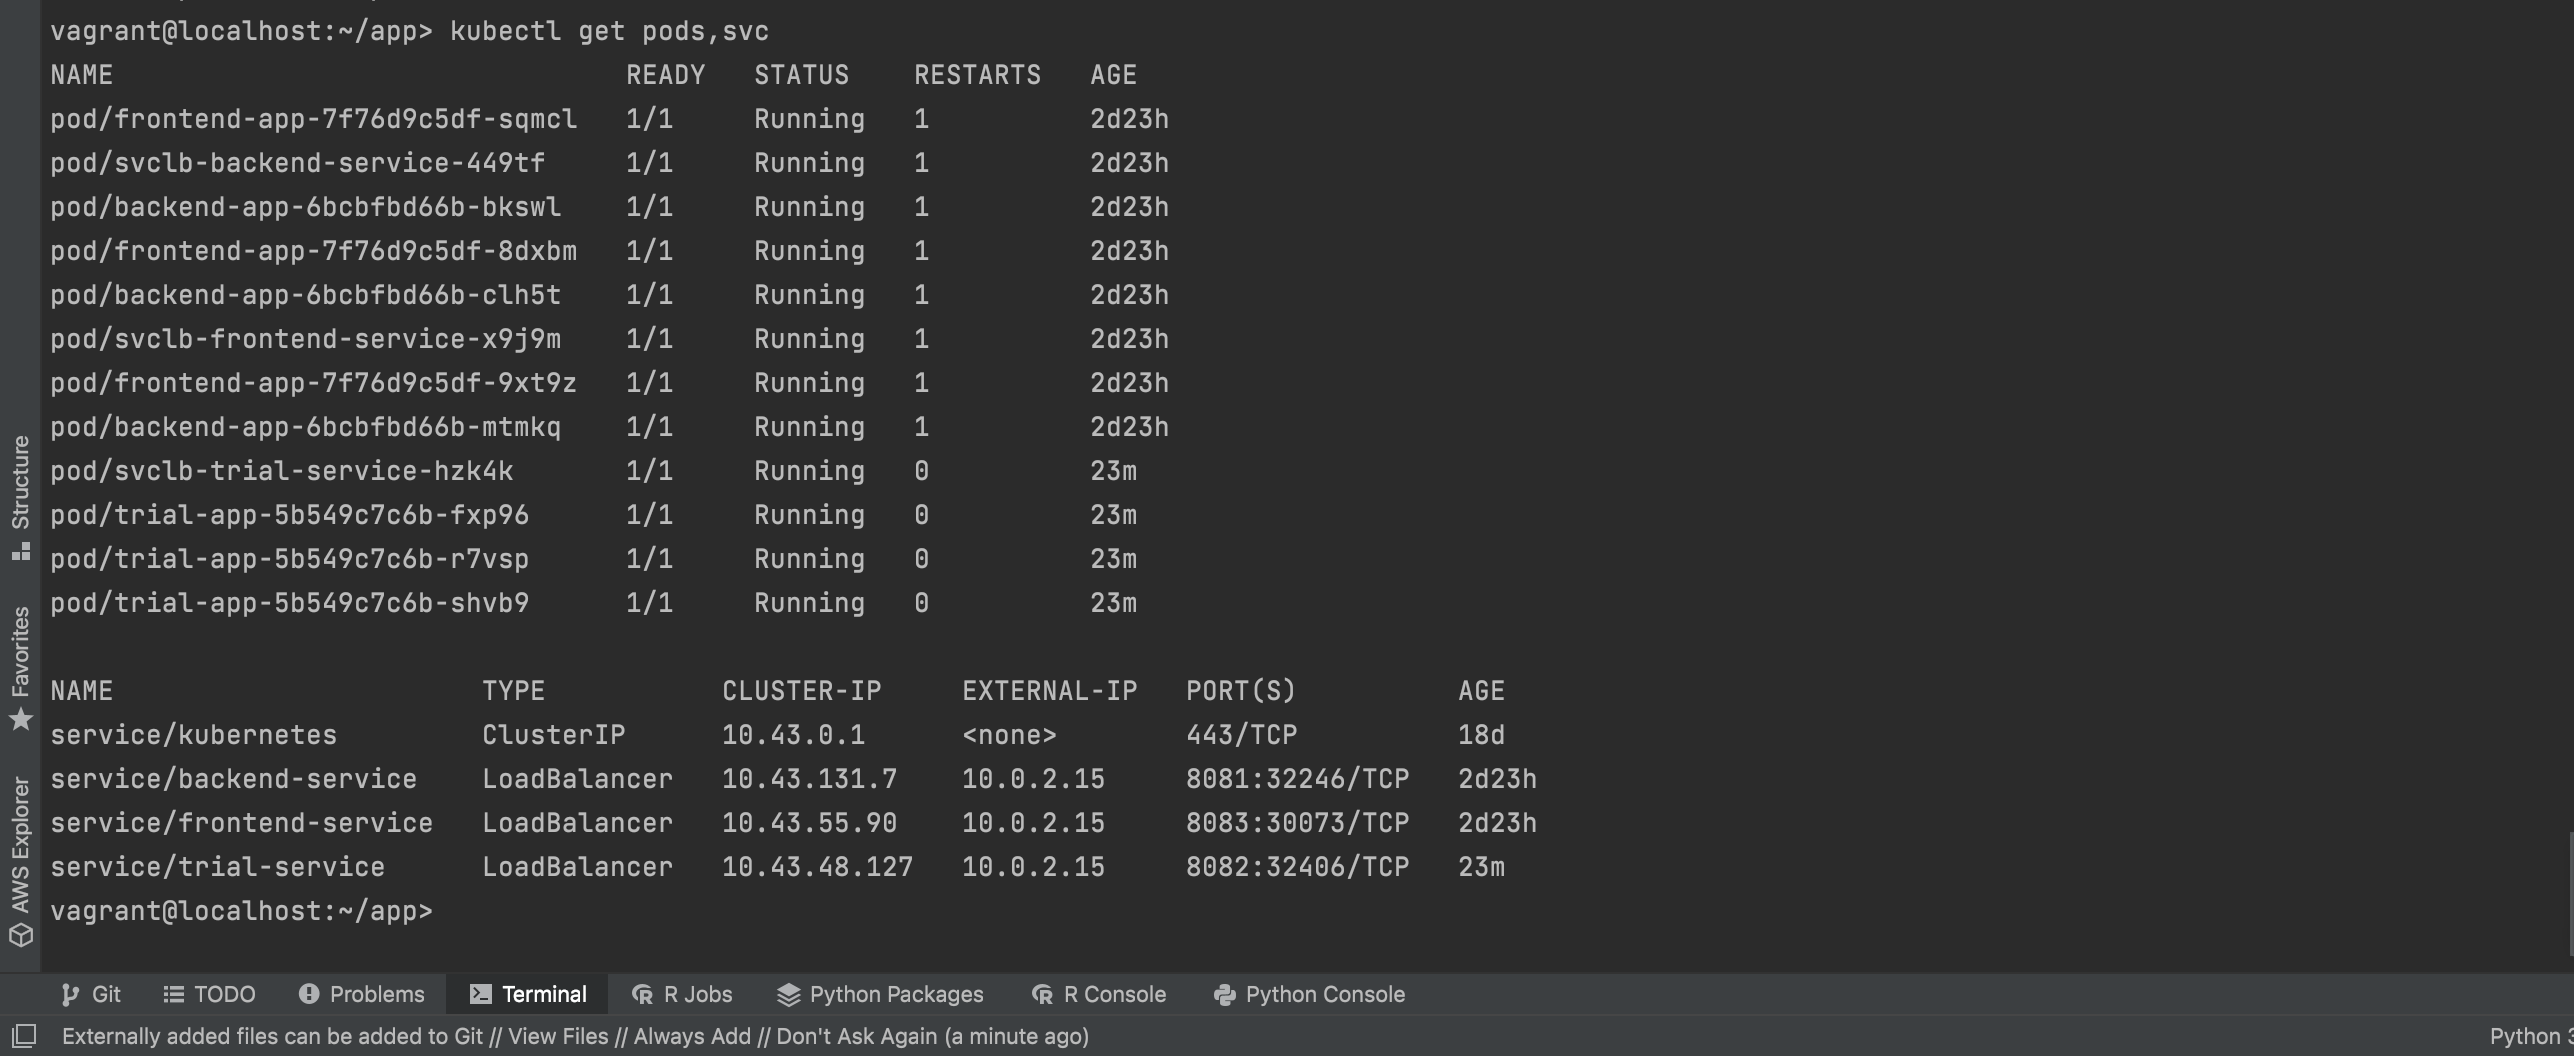 vagrant@localhost:~/app> kubectl get pods,svc
NAME READY STATUS RESTARTS AGE
pod/frontend-app-7f76d9c5df-sqmcl 1/1 Running 1 2d23h
pod/svclb-backend-service-449tf 1/1 Running 1 2d23h
pod/backend-app-6bcbfbd66b-bkswl 1/1 Running 1 2d23h
pod/frontend-app-7f76d9c5df-8dxbm 1/1 Running 1 2d23h
pod/backend-app-6bcbfbd66b-clh5t 1/1 Running 1 2d23h
pod/svclb-frontend-service-x9j9m 1/1 Running 1 2d23h
pod/frontend-app-7f76d9c5df-9xt9z 1/1 Running 1 2d23h
pod/backend-app-6bcbfbd66b-mtmkq 1/1 Running 1 2d23h
pod/svclb-trial-service-hzk4k 1/1 Running 0 23m
pod/trial-app-5b549c7c6b-fxp96 1/1 Running 0 23m
pod/trial-app-5b549c7c6b-r7vsp 1/1 Running 0 23m
pod/trial-app-5b549c7c6b-shvb9 1/1 Running 0 23m
NAME TYPE CLUSTER-IP EXTERNAL-IP PORT(S) AGE
service/kubernetes ClusterIP 10.43.0.1 <none> 443/TCP 18d
service/backend-service LoadBalancer 10.43.131.7 10.0.2.15 8081:32246/TCP 2d23h
service/frontend-service LoadBalancer 10.43.55.90 10.0.2.15 8083:30073/TCP 2d23h
service/trial-service LoadBalancer 10.43.48.127 10.0.2.15 8082:32406/TCP 23m
vagrant@localhost:~/app>
Structure
Favorites
AWS Explorer
Git TODO Problems Terminal R Jobs Python Packages R Console Python Console
Externally added files can be added to Git // View Files // Always Add // Don't Ask Again (a minute ago) Python